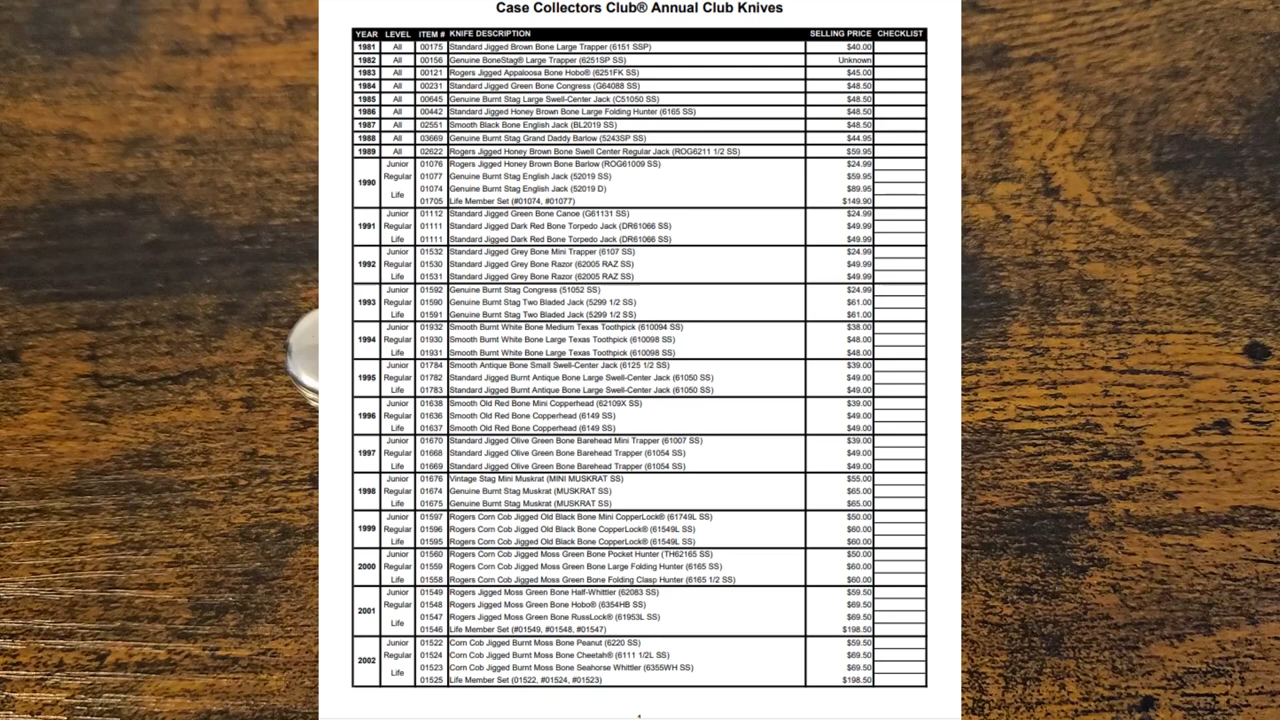 Case Collectors Club® Annual Club Knives
YEAR LEVEL ITEM # KNIFE DESCRIPTION SELLING PRICE CHECKLIST
1981 All 00175 Standard Jigged Brown Bone Large Trapper (6151 SSP) $40.00
1982 All 00156 Genuine BoneStag® Large Trapper (6251SP SS) Unknown
1983 All 00121 Rogers Jigged Appaloosa Bone Hobo® (6251FK SS) $45.00
1984 All 00231 Standard Jigged Green Bone Congress (G64088 SS) $48.50
1985 All 00645 Genuine Burnt Stag Large Swell-Center Jack (C51050 SS) $48.50
1986 All 00442 Standard Jigged Honey Brown Bone Large Folding Hunter (6165 SS) $48.50
1987 All 02551 Smooth Black Bone English Jack (BL2019 SS) $48.50
1988 All 03669 Genuine Burnt Stag Grand Daddy Barlow (5243SP SS) $44.95
1989 All 02622 Rogers Jigged Honey Brown Bone Swell Center Regular Jack (ROG6211 1/2 SS) $59.95
1990 Junior 01076 Rogers Jigged Honey Brown Bone Barlow (ROG61009 SS) $24.99
Regular 01077 Genuine Burnt Stag English Jack (52019 SS) $59.95
Life 01074 Genuine Burnt Stag English Jack (52019 D) $89.95
01705 Life Member Set (#01074, #01077) $149.90
1991 Junior 01112 Standard Jigged Green Bone Canoe (G61131 SS) $24.99
Regular 01111 Standard Jigged Dark Red Bone Torpedo Jack (DR61066 SS) $49.99
Life 01111 Standard Jigged Dark Red Bone Torpedo Jack (DR61066 SS) $49.99
1992 Junior 01532 Standard Jigged Grey Bone Mini Trapper (6107 SS) $24.99
Regular 01530 Standard Jigged Grey Bone Razor (62005 RAZ SS) $49.99
Life 01531 Standard Jigged Grey Bone Razor (62005 RAZ SS) $49.99
1993 Junior 01592 Genuine Burnt Stag Congress (51052 SS) $24.99
Regular 01590 Genuine Burnt Stag Two Bladed Jack (5299 1/2 SS) $61.00
Life 01591 Genuine Burnt Stag Two Bladed Jack (5299 1/2 SS) $61.00
1994 Junior 01932 Smooth Burnt White Bone Medium Texas Toothpick (610094 SS) $38.00
Regular 01930 Smooth Burnt White Bone Large Texas Toothpick (610098 SS) $48.00
Life 01931 Smooth Burnt White Bone Large Texas Toothpick (610098 SS) $48.00
1995 Junior 01784 Smooth Antique Bone Small Swell-Center Jack (6125 1/2 SS) $39.00
Regular 01782 Standard Jigged Burnt Antique Bone Large Swell-Center Jack (61050 SS) $49.00
Life 01783 Standard Jigged Burnt Antique Bone Large Swell-Center Jack (61050 SS) $49.00
1996 Junior 01638 Smooth Old Red Bone Mini Copperhead (62109X SS) $39.00
Regular 01636 Smooth Old Red Bone Copperhead (6149 SS) $49.00
Life 01637 Smooth Old Red Bone Copperhead (6149 SS) $49.00
1997 Junior 01670 Standard Jigged Olive Green Bone Barehead Mini Trapper (61007 SS) $39.00
Regular 01668 Standard Jigged Olive Green Bone Barehead Trapper (61054 SS) $49.00
Life 01669 Standard Jigged Olive Green Bone Barehead Trapper (61054 SS) $49.00
1998 Junior 01676 Vintage Stag Mini Muskrat (MINI MUSKRAT SS) $55.00
Regular 01674 Genuine Burnt Stag Muskrat (MUSKRAT SS) $65.00
Life 01675 Genuine Burnt Stag Muskrat (MUSKRAT SS) $65.00
1999 Junior 01597 Rogers Corn Cob Jigged Old Black Bone Mini CopperLock® (61749L SS) $50.00
Regular 01596 Rogers Corn Cob Jigged Old Black Bone CopperLock® (61549L SS) $60.00
Life 01595 Rogers Corn Cob Jigged Old Black Bone CopperLock® (61549L SS) $60.00
2000 Junior 01560 Rogers Corn Cob Jigged Moss Green Bone Pocket Hunter (TH62165 SS) $50.00
Regular 01559 Rogers Corn Cob Jigged Moss Green Bone Large Folding Hunter (6165 SS) $60.00
Life 01558 Rogers Corn Cob Jigged Moss Green Bone Folding Clasp Hunter (6165 1/2 SS) $60.00
2001 Junior 01549 Rogers Jigged Moss Green Bone Half-Whittler (62083 SS) $59.50
Regular 01548 Rogers Jigged Moss Green Bone Hobo® (6354HB SS) $69.50
Life 01547 Rogers Jigged Moss Green Bone RussLock® (61953L SS) $69.50
01546 Life Member Set (#01549, #01548, #01547) $198.50
2002 Junior 01522 Corn Cob Jigged Burnt Moss Bone Peanut (6220 SS) $59.50
Regular 01524 Corn Cob Jigged Burnt Moss Bone Cheetah® (6111 1/2L SS) $69.50
Life 01523 Corn Cob Jigged Burnt Moss Bone Seahorse Whittler (6355WH SS) $69.50
01525 Life Member Set (01522, #01524, #01523) $198.50